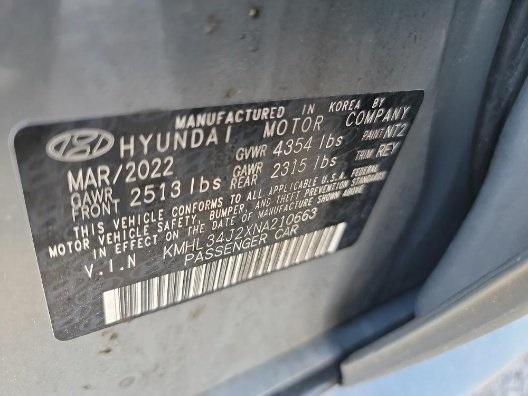 MANUFACTURED IN KOREA BY
HYUNDAI MOTOR COMPANY
MAR/2022 GVWR 4354 lbs PAINT NT2
GAWR FRONT 2513 lbs GAWR REAR 2315 lbs TRIM REY
THIS VEHICLE CONFORMS TO ALL APPLICABLE U.S.A. FEDERAL
MOTOR VEHICLE SAFETY, BUMPER, AND THEFT PREVENTION STANDARDS
IN EFFECT ON THE DATE OF MANUFACTURE SHOWN ABOVE.
V.I.N KMHL34J2XNA210663
PASSENGER CAR